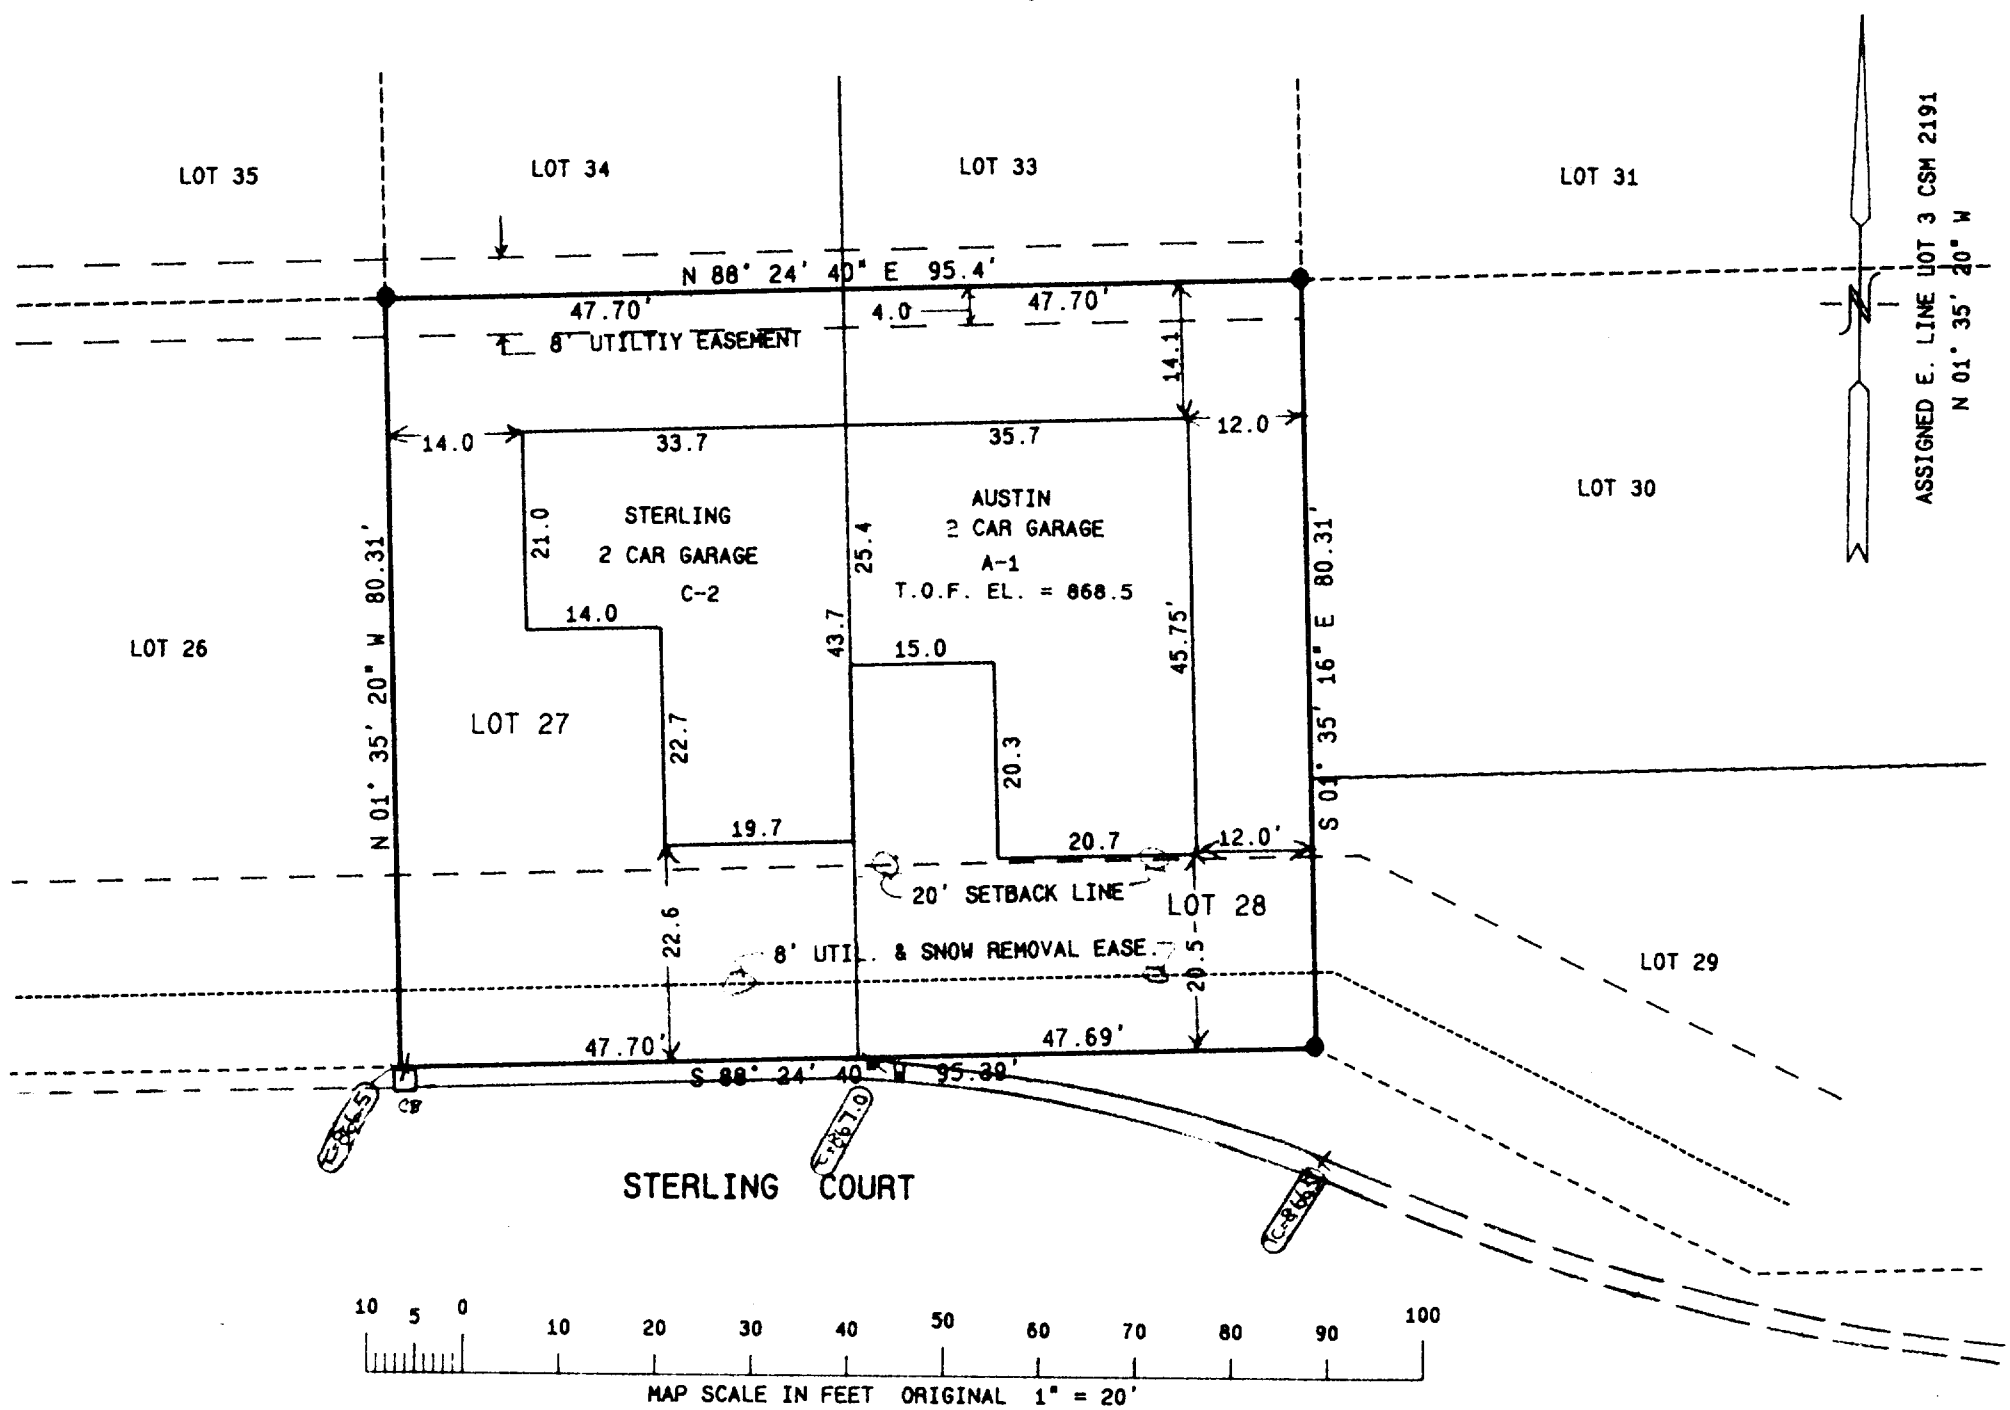 LOT 35
LOT 34
LOT 33
LOT 31
ASSIGNED E. LINE LOT 3 CSM 2191
N 01° 35' 20" W
N 88° 24' 40" E 95.4'
47.70'
4.0
47.70'
8' UTILTIY EASEMENT
14.1
14.0
33.7
35.7
12.0
STERLING
2 CAR GARAGE
C-2
AUSTIN
2 CAR GARAGE
A-1
T.O.F. EL. = 868.5
LOT 30
21.0
25.4
14.0
43.7
15.0
45.75'
N 01° 35' 20" W 80.31'
S 01° 35' 16" E 80.31'
LOT 26
LOT 27
22.7
20.3
19.7
20.7
12.0'
20' SETBACK LINE
LOT 28
22.6
8' UTIL. & SNOW REMOVAL EASE.
20.5
LOT 29
47.70'
47.69'
S 88° 24' 40" W 95.39'
CB
STERLING COURT
10 5 0 10 20 30 40 50 60 70 80 90 100
MAP SCALE IN FEET ORIGINAL 1" = 20'